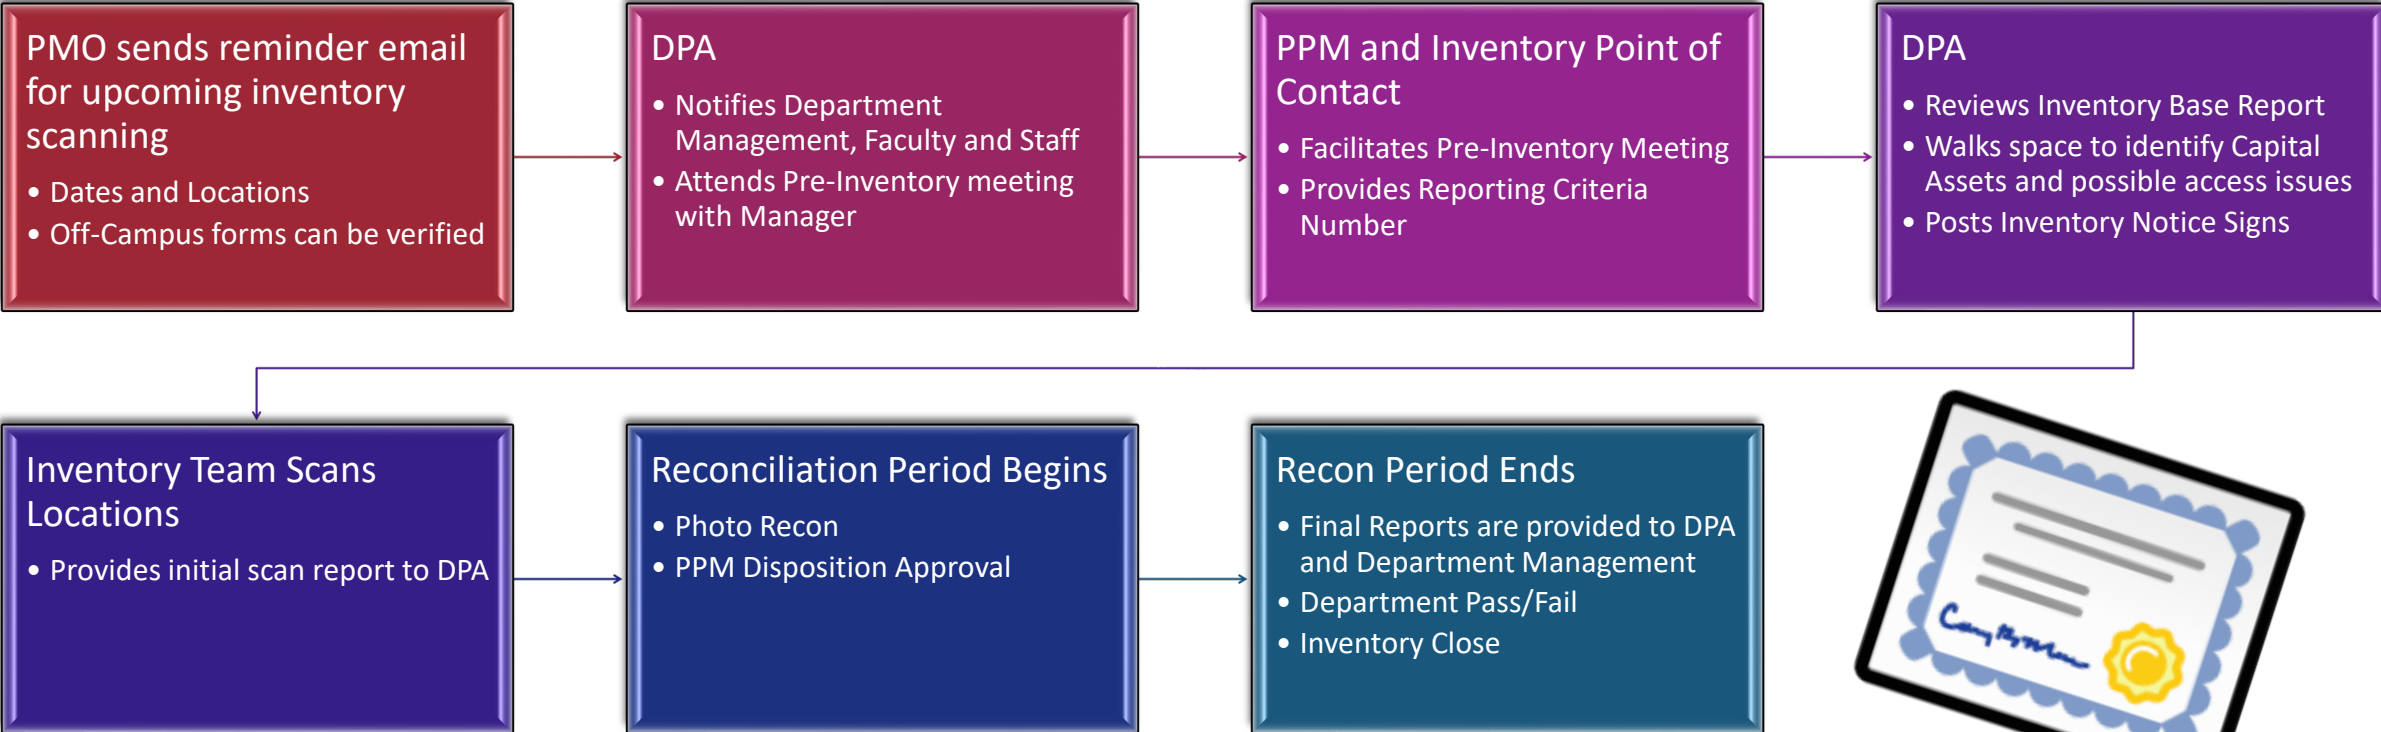 PMO sends reminder email
for upcoming inventory
scanning
• Dates and Locations
• Off-Campus forms can be verified
DPA
• Notifies Department
Management, Faculty and Staff
• Attends Pre-Inventory meeting
with Manager
PPM and Inventory Point of
Contact
• Facilitates Pre-Inventory Meeting
• Provides Reporting Criteria
Number
DPA
• Reviews Inventory Base Report
• Walks space to identify Capital
Assets and possible access issues
• Posts Inventory Notice Signs
Inventory Team Scans
Locations
• Provides initial scan report to DPA
Reconciliation Period Begins
• Photo Recon
• PPM Disposition Approval
Recon Period Ends
• Final Reports are provided to DPA
and Department Management
• Department Pass/Fail
• Inventory Close